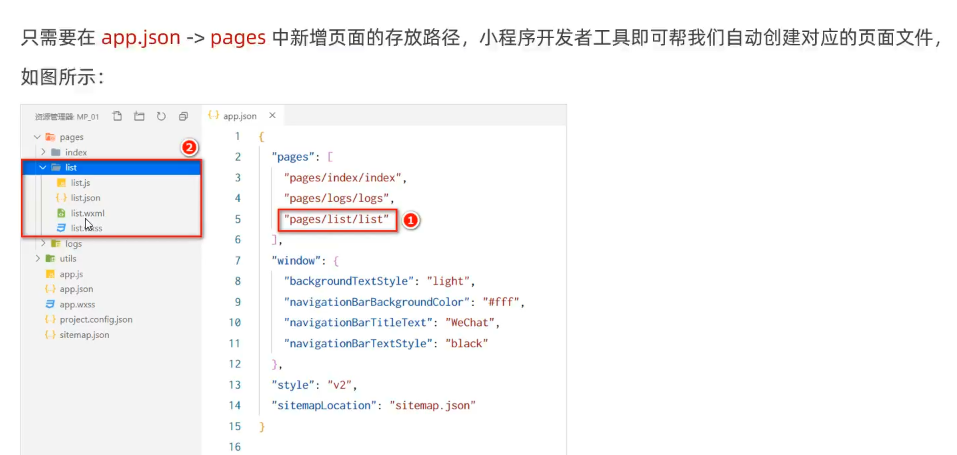 只需要在 app.json -> pages 中新增页面的存放路径，小程序开发者工具即可帮我们自动创建对应的页面文件，
如图所示：
资源管理器: MP_01
pages
index
list
list.js
list.json
list.wxml
list.wxss
logs
utils
app.js
app.json
app.wxss
project.config.json
sitemap.json
2
app.json ×
1 {
2 "pages": [
3 "pages/index/index",
4 "pages/logs/logs",
5 "pages/list/list" 1
6 ],
7 "window": {
8 "backgroundTextStyle": "light",
9 "navigationBarBackgroundColor": "#fff",
10 "navigationBarTitleText": "WeChat",
11 "navigationBarTextStyle": "black"
12 },
13 "style": "v2",
14 "sitemapLocation": "sitemap.json"
15 }
16